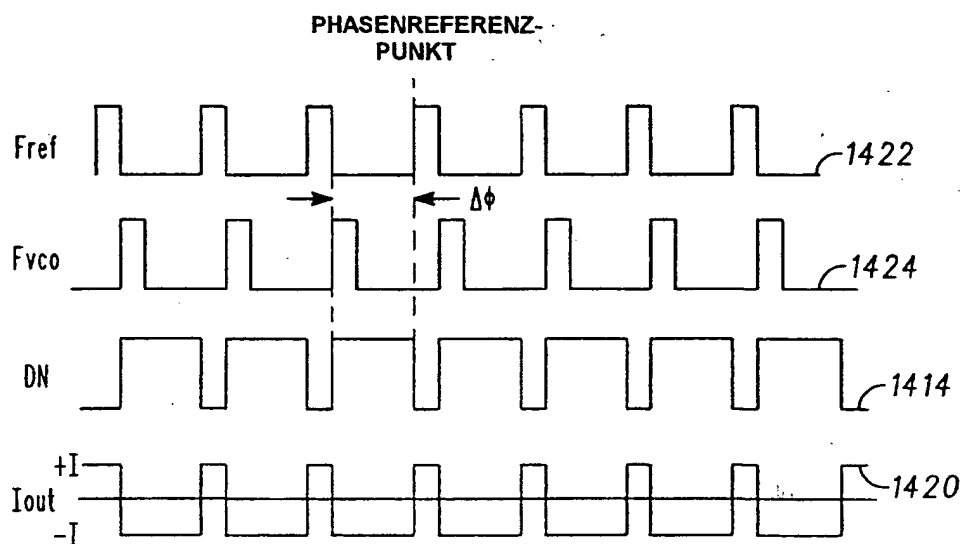 PHASENREFERENZ-
PUNKT
Fref
1422
Δϕ
Fvco
1424
DN
1414
+I
Iout
1420
-I